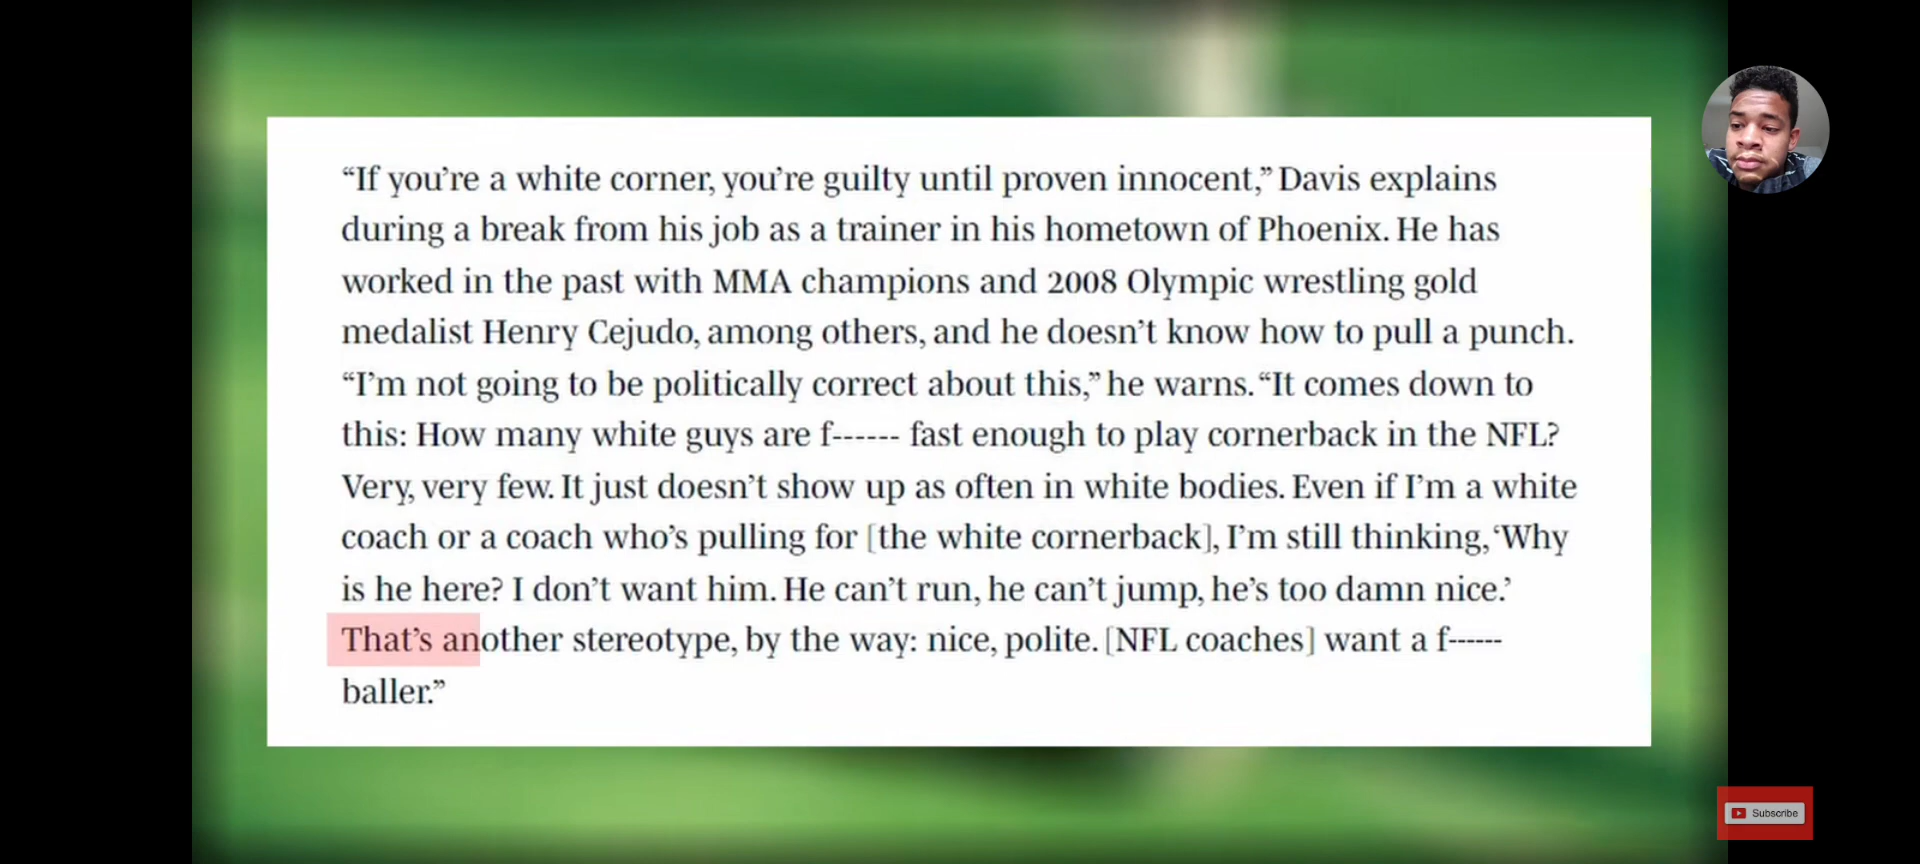 “If you’re a white corner, you’re guilty until proven innocent,” Davis explains
during a break from his job as a trainer in his hometown of Phoenix. He has
worked in the past with MMA champions and 2008 Olympic wrestling gold
medalist Henry Cejudo, among others, and he doesn’t know how to pull a punch.
“I’m not going to be politically correct about this,” he warns. “It comes down to
this: How many white guys are f------ fast enough to play cornerback in the NFL?
Very, very few. It just doesn’t show up as often in white bodies. Even if I’m a white
coach or a coach who’s pulling for [the white cornerback], I’m still thinking, ‘Why
is he here? I don’t want him. He can’t run, he can’t jump, he’s too damn nice.’
That’s another stereotype, by the way: nice, polite. [NFL coaches] want a f------
baller.”
Subscribe